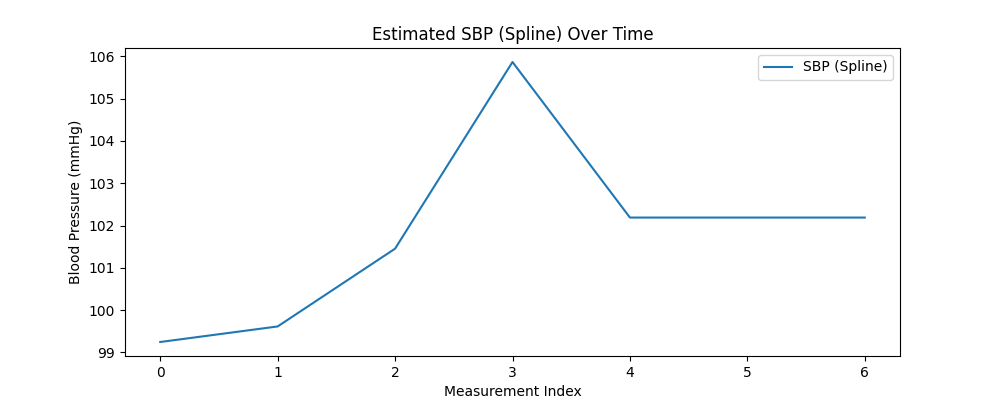 Estimated SBP (Spline) Over Time
SBP (Spline)
Blood Pressure (mmHg)
106
105
104
103
102
101
100
99
0 1 2 3 4 5 6
Measurement Index